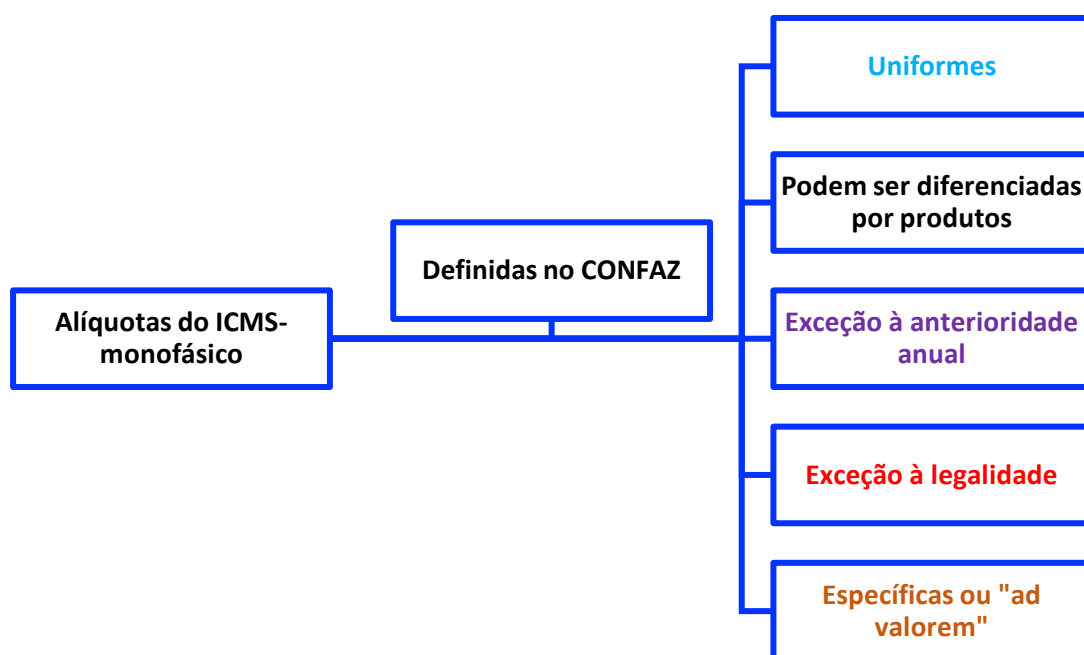 Alíquotas do ICMS-
monofásico
Definidas no CONFAZ
Uniformes
Podem ser diferenciadas
por produtos
Exceção à anterioridade
anual
Exceção à legalidade
Específicas ou "ad
valorem"